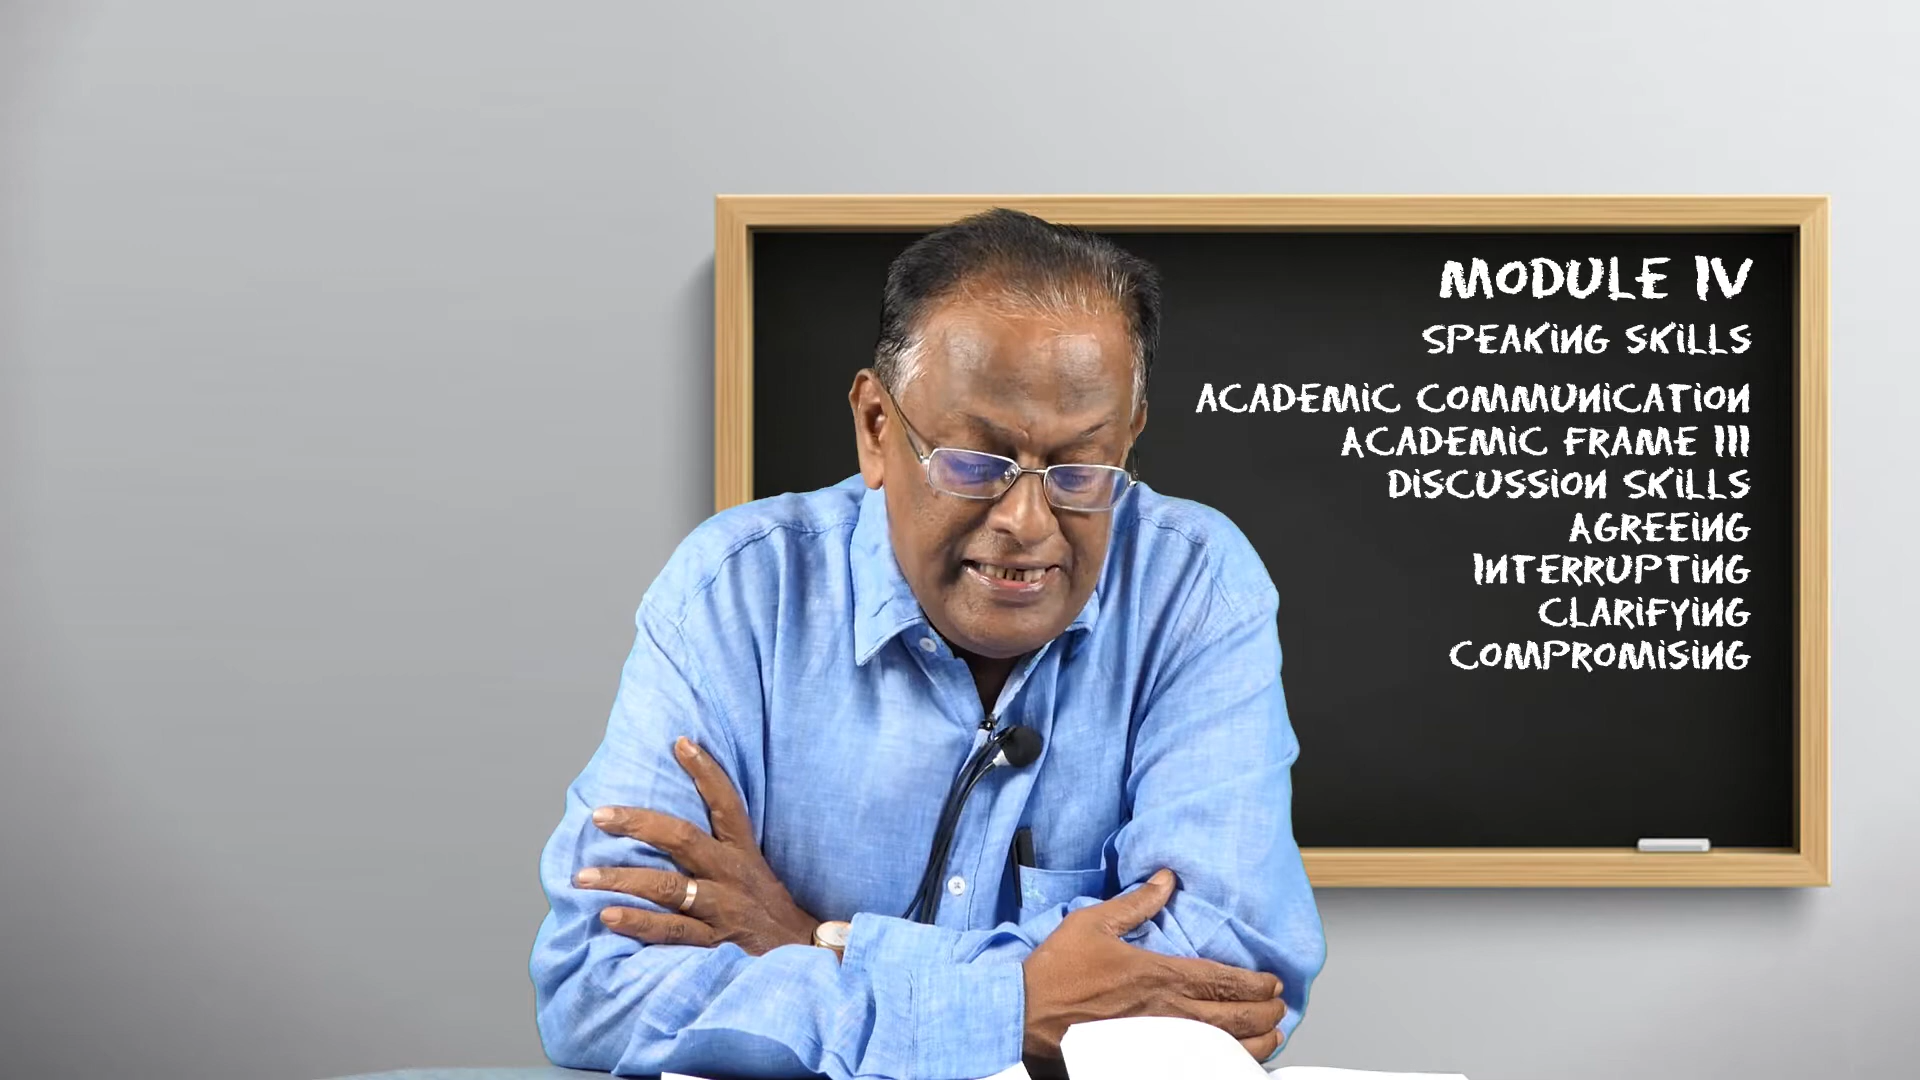 MODULE IV
SPEAKING SKILLS
ACADEMIC COMMUNICATION
ACADEMIC FRAME III
DISCUSSION SKILLS
AGREEING
INTERRUPTING
CLARIFYING
COMPROMISING